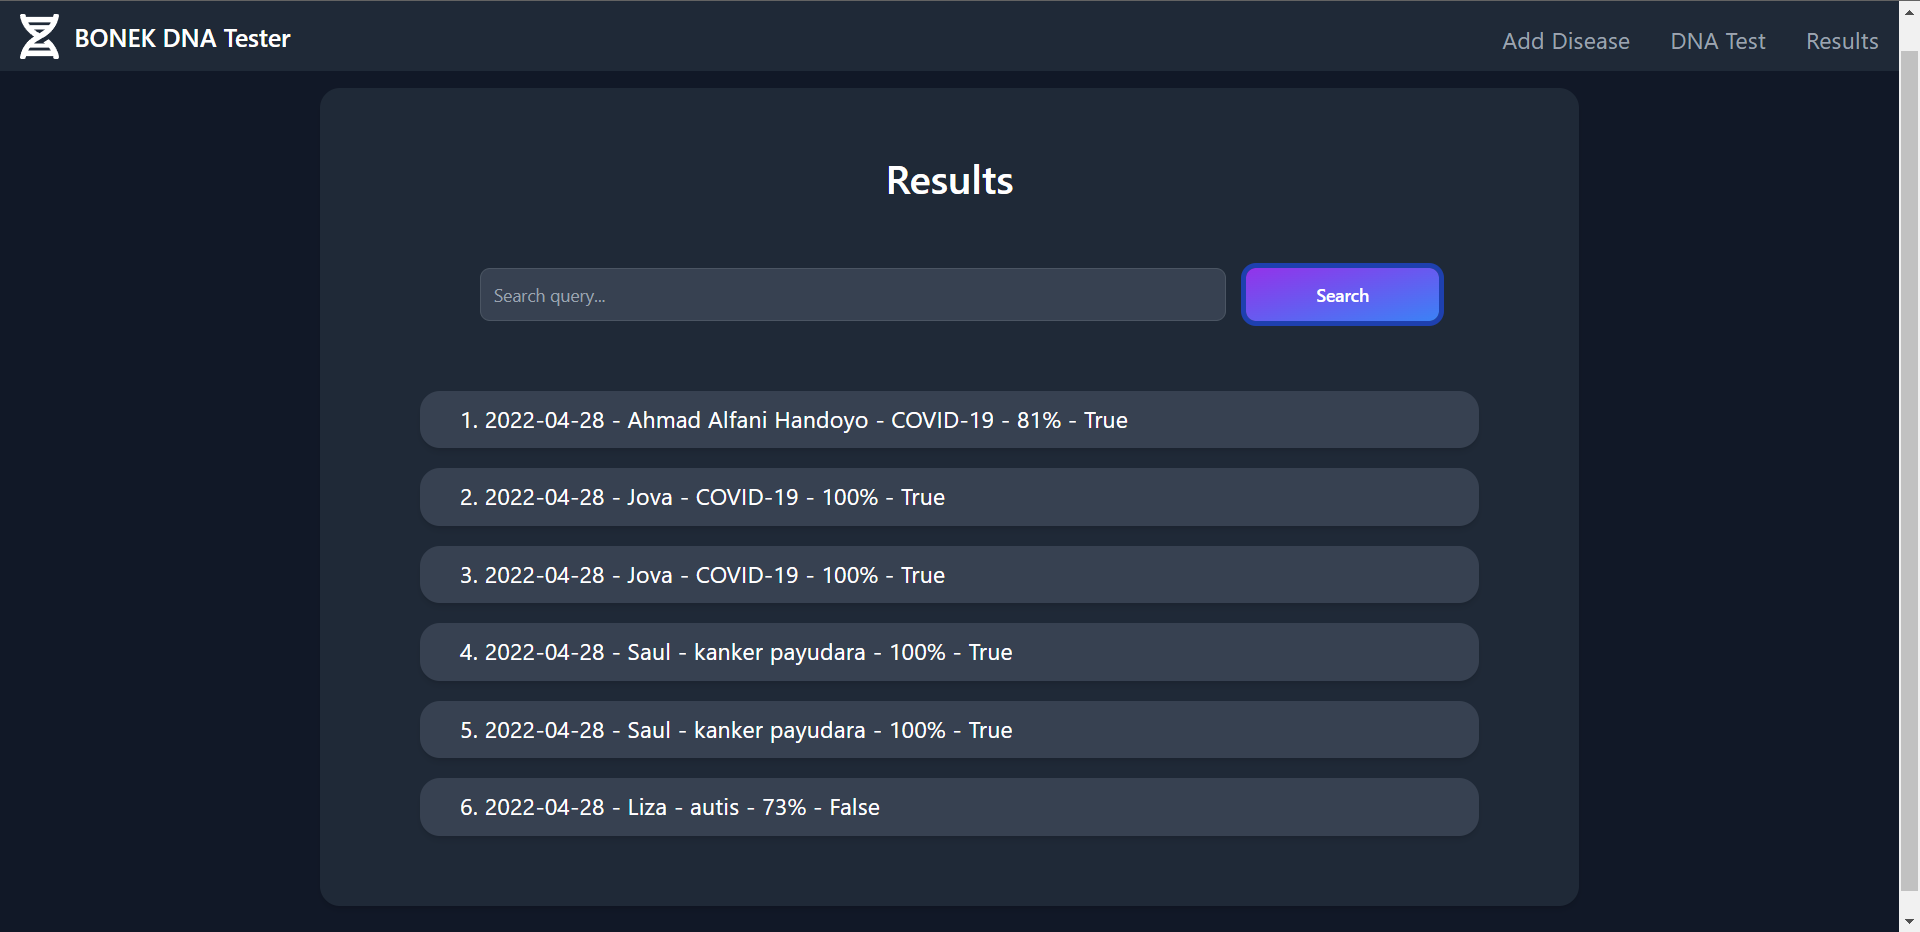 BONEK DNA Tester
Add Disease
DNA Test
Results
Results
Search query...
Search
1. 2022-04-28 - Ahmad Alfani Handoyo - COVID-19 - 81% - True
2. 2022-04-28 - Jova - COVID-19 - 100% - True
3. 2022-04-28 - Jova - COVID-19 - 100% - True
4. 2022-04-28 - Saul - kanker payudara - 100% - True
5. 2022-04-28 - Saul - kanker payudara - 100% - True
6. 2022-04-28 - Liza - autis - 73% - False